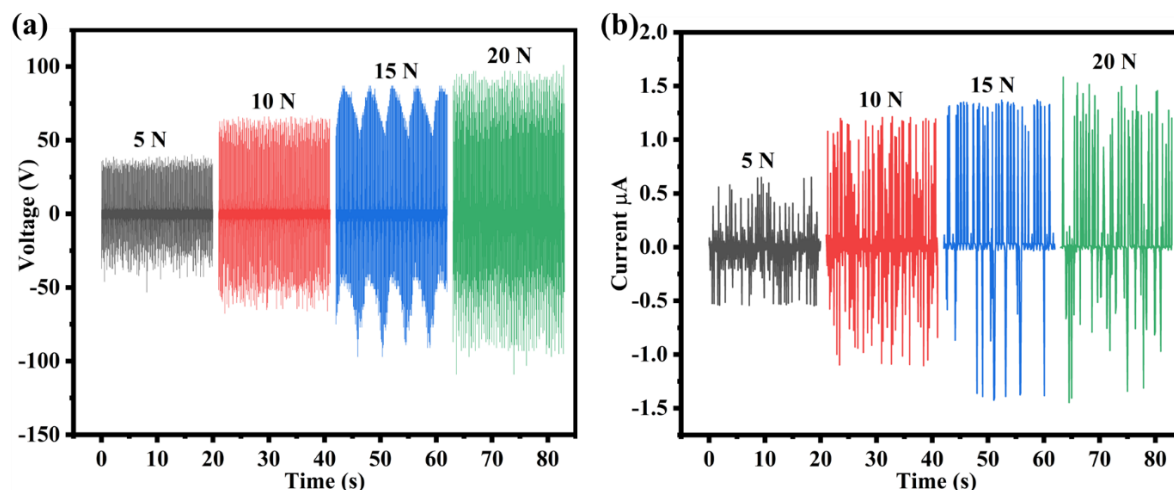 (a)
100
50
0
-50
-100
-150
Voltage (V)
5 N
10 N
15 N
20 N
0 10 20 30 40 50 60 70 80
Time (s)
(b)
2.0
1.5
1.0
0.5
0.0
-0.5
-1.0
-1.5
Current µA
5 N
10 N
15 N
20 N
0 10 20 30 40 50 60 70 80
Time (s)